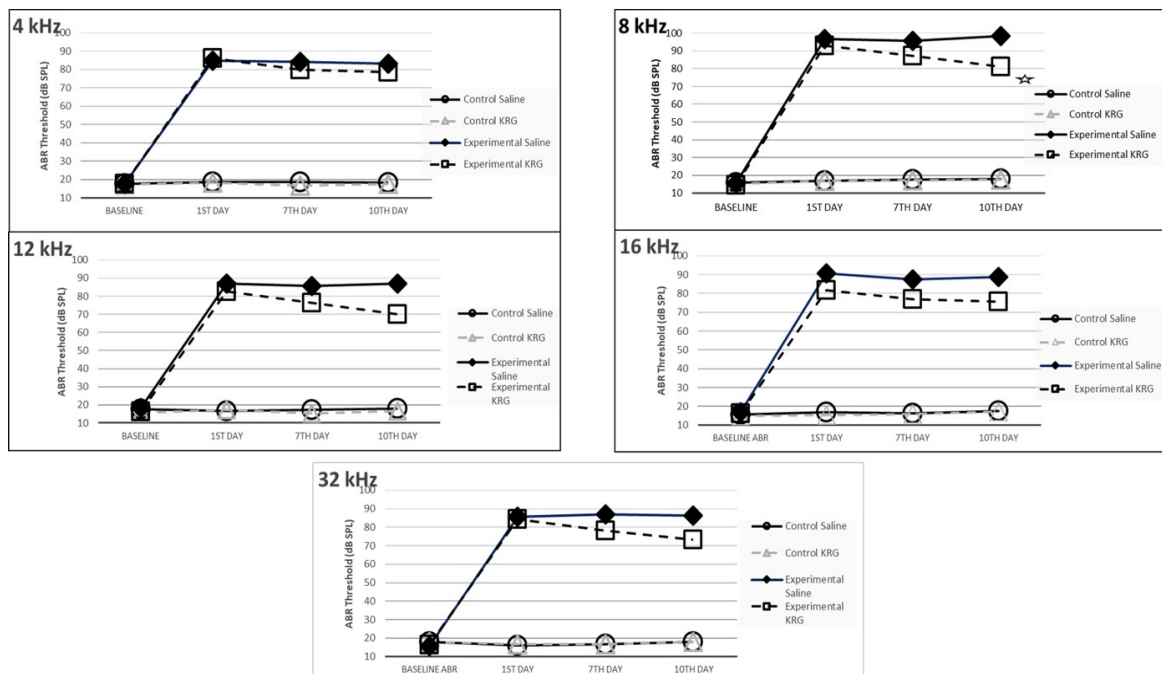 4 kHz
100
90
80
70
60
50
40
30
20
10
ABR Threshold (dB SPL)
BASELINE 1ST DAY 7TH DAY 10TH DAY
Control Saline
Control KRG
Experimental Saline
Experimental KRG
8 kHz
100
90
80
70
60
50
40
30
20
10
ABR Threshold (dB SPL)
BASELINE 1ST DAY 7TH DAY 10TH DAY
Control Saline
Control KRG
Experimental Saline
Experimental KRG
12 kHz
100
90
80
70
60
50
40
30
20
10
ABR Threshold (dB SPL)
BASELINE 1ST DAY 7TH DAY 10TH DAY
Control Saline
Control KRG
Experimental
Saline
Experimental
KRG
16 kHz
100
90
80
70
60
50
40
30
20
10
ABR Threshold (dB SPL)
BASELINE ABR 1ST DAY 7TH DAY 10TH DAY
Control Saline
Control KRG
Experimental Saline
Experimental KRG
32 kHz
100
90
80
70
60
50
40
30
20
10
ABR Threshold (dB SPL)
BASELINE ABR 1ST DAY 7TH DAY 10TH DAY
Control Saline
Control KRG
Experimental
Saline
Experimental
KRG